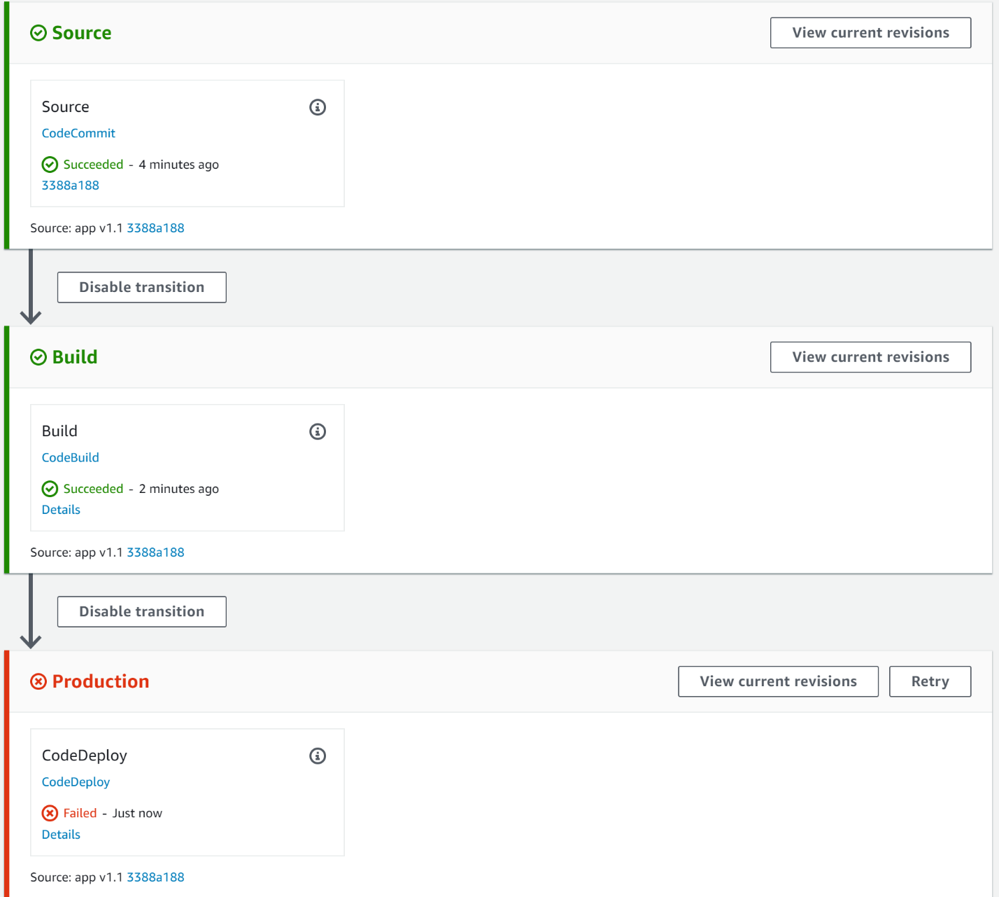 Source
View current revisions
Source
CodeCommit
Succeeded - 4 minutes ago
3388a188
Source: app v1.1 3388a188
Disable transition
Build
View current revisions
Build
CodeBuild
Succeeded - 2 minutes ago
Details
Source: app v1.1 3388a188
Disable transition
Production
View current revisions
Retry
CodeDeploy
CodeDeploy
Failed - Just now
Details
Source: app v1.1 3388a188